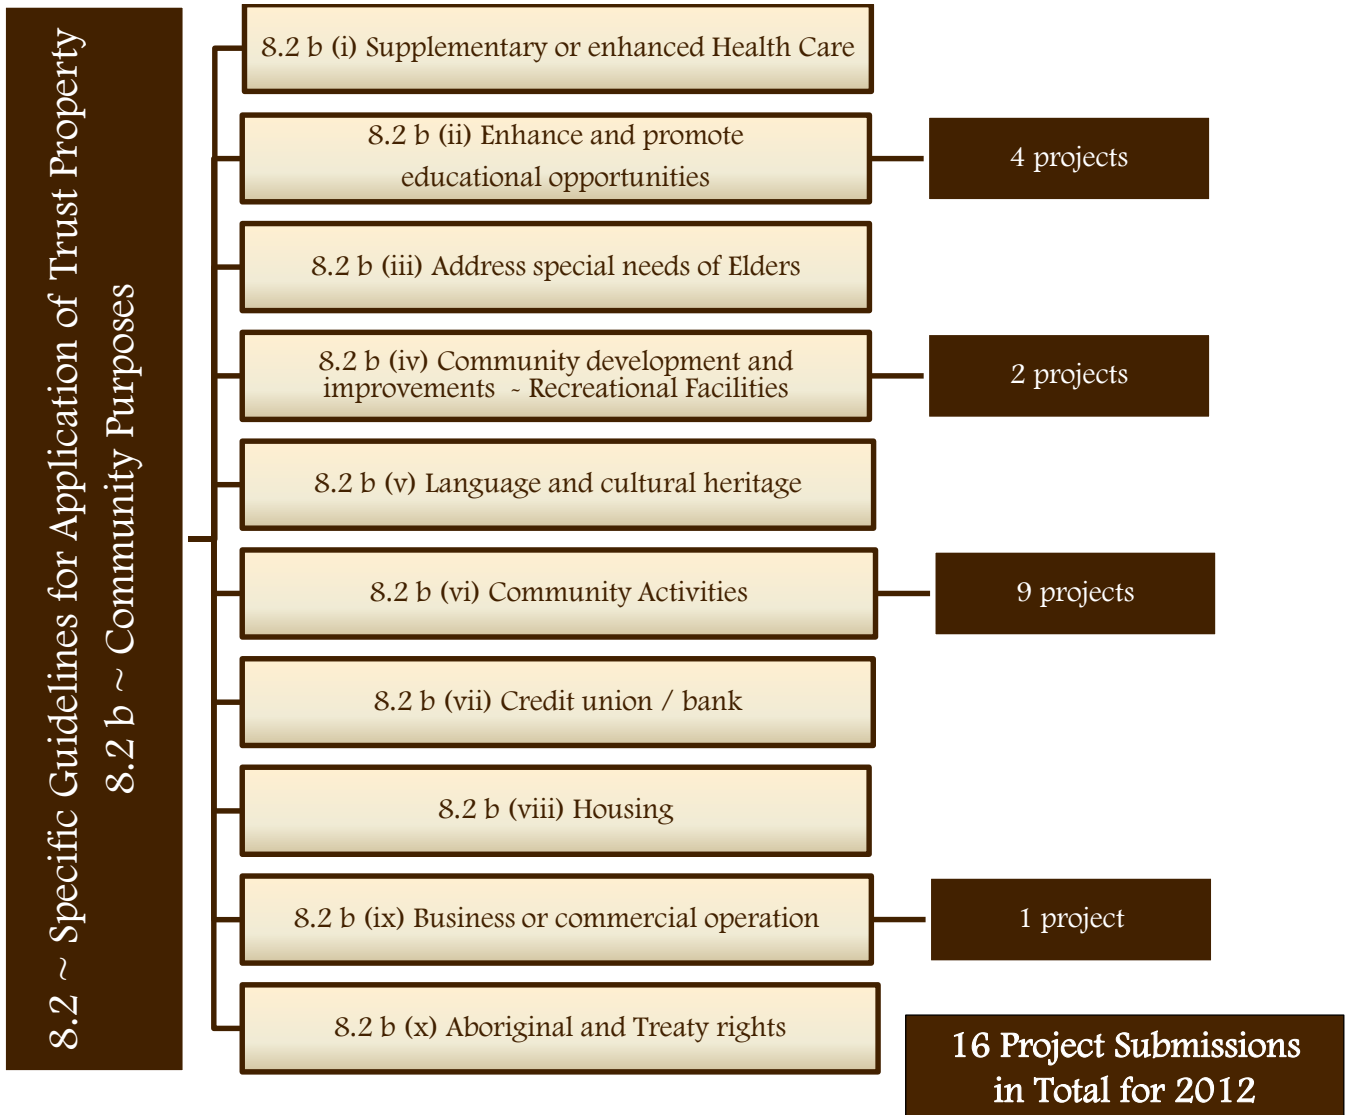 8.2 ~ Specific Guidelines for Application of Trust Property
8.2 b ~ Community Purposes
8.2 b (i) Supplementary or enhanced Health Care
8.2 b (ii) Enhance and promote
educational opportunities
4 projects
8.2 b (iii) Address special needs of Elders
8.2 b (iv) Community development and
improvements - Recreational Facilities
2 projects
8.2 b (v) Language and cultural heritage
8.2 b (vi) Community Activities
9 projects
8.2 b (vii) Credit union / bank
8.2 b (viii) Housing
8.2 b (ix) Business or commercial operation
1 project
8.2 b (x) Aboriginal and Treaty rights
16 Project Submissions
in Total for 2012